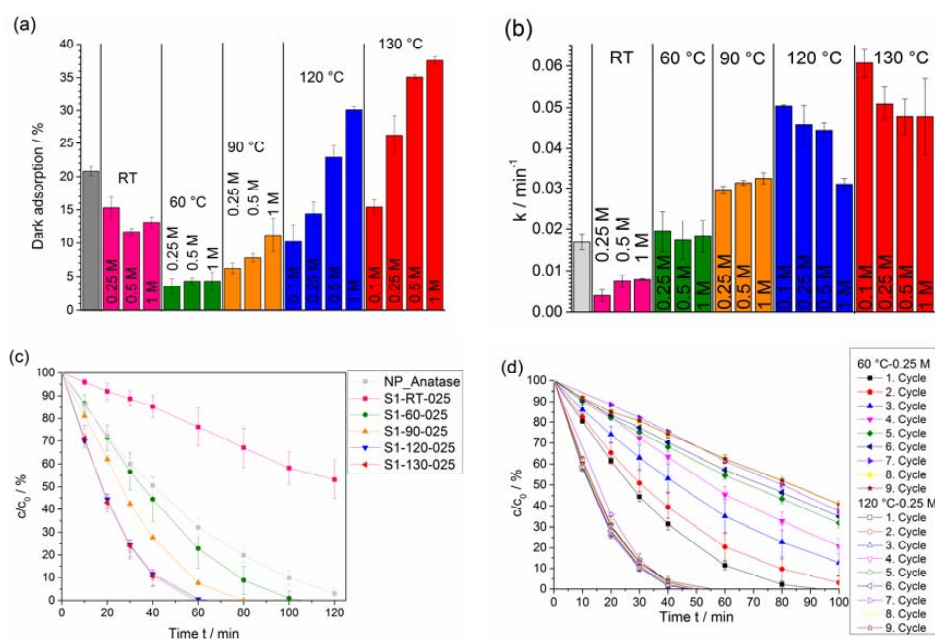 (a)
Dark adsorption / %
40
35
30
25
20
15
10
5
0
RT
60 °C
90 °C
120 °C
130 °C
0.25 M
0.5 M
1 M
0.25 M
0.5 M
1 M
0.25 M
0.5 M
1 M
0.1 M
0.25 M
0.5 M
1 M
0.1 M
0.25 M
0.5 M
1 M
(b)
k / min⁻¹
0.06
0.05
0.04
0.03
0.02
0.01
0.00
RT
60 °C
90 °C
120 °C
130 °C
0.25 M
0.5 M
1 M
0.25 M
0.5 M
1 M
0.25 M
0.5 M
1 M
0.1 M
0.25 M
0.5 M
1 M
0.1 M
0.25 M
0.5 M
1 M
(c)
c/c₀ / %
100
90
80
70
60
50
40
30
20
10
0
0 20 40 60 80 100 120
Time t / min
NP_Anatase
S1-RT-025
S1-60-025
S1-90-025
S1-120-025
S1-130-025
(d)
c/c₀ / %
100
90
80
70
60
50
40
30
20
10
0
0 10 20 30 40 50 60 70 80 90 100
Time t / min
60 °C-0.25 M
1. Cycle
2. Cycle
3. Cycle
4. Cycle
5. Cycle
6. Cycle
7. Cycle
8. Cycle
9. Cycle
120 °C-0.25 M
1. Cycle
2. Cycle
3. Cycle
4. Cycle
5. Cycle
6. Cycle
7. Cycle
8. Cycle
9. Cycle